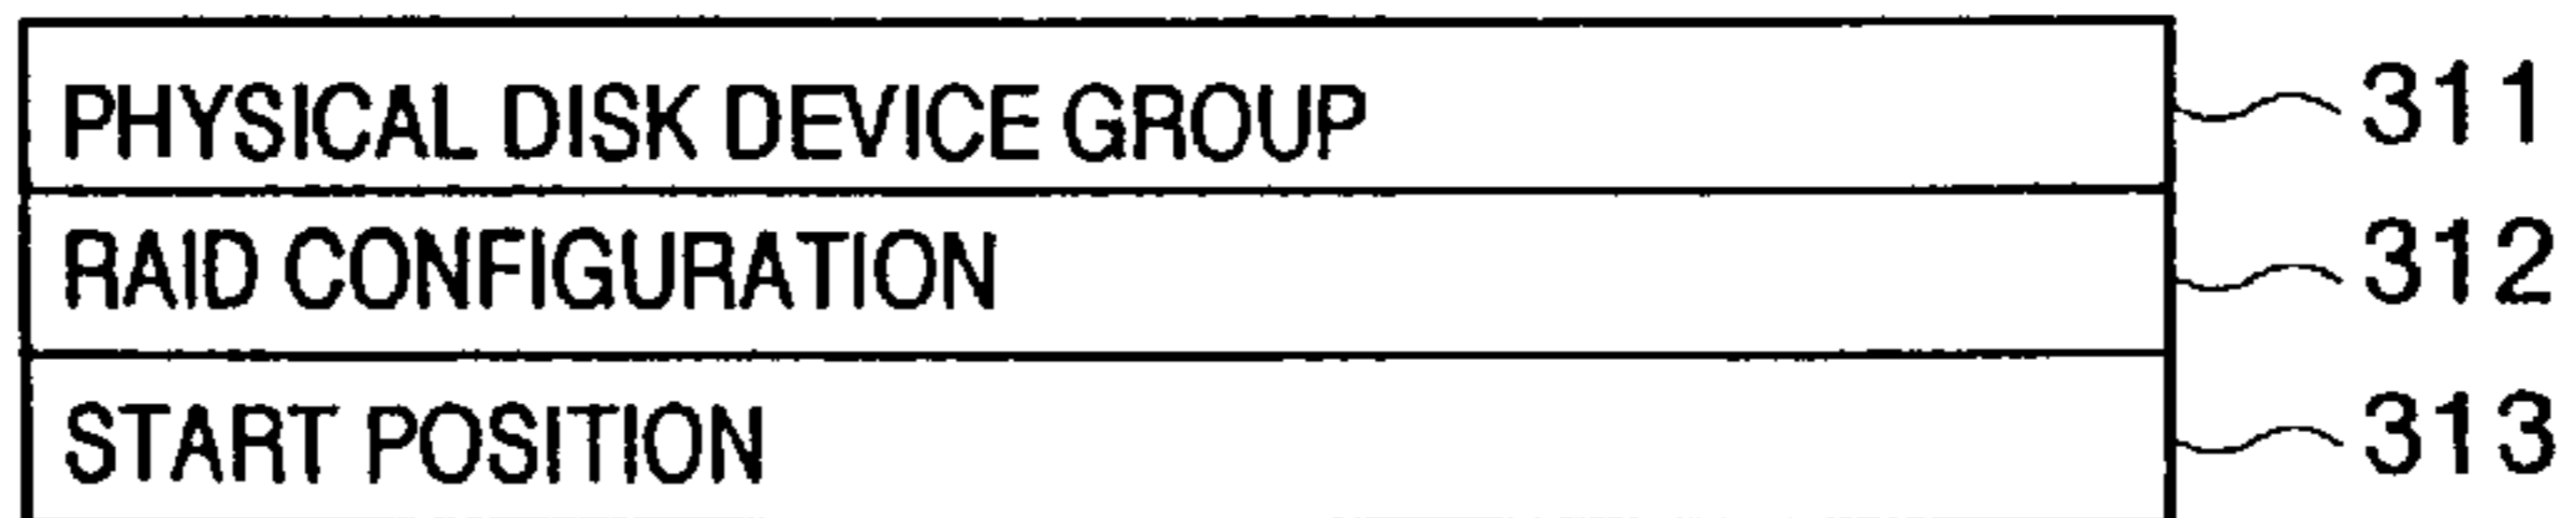 PHYSICAL DISK DEVICE GROUP 311
RAID CONFIGURATION 312
START POSITION 313